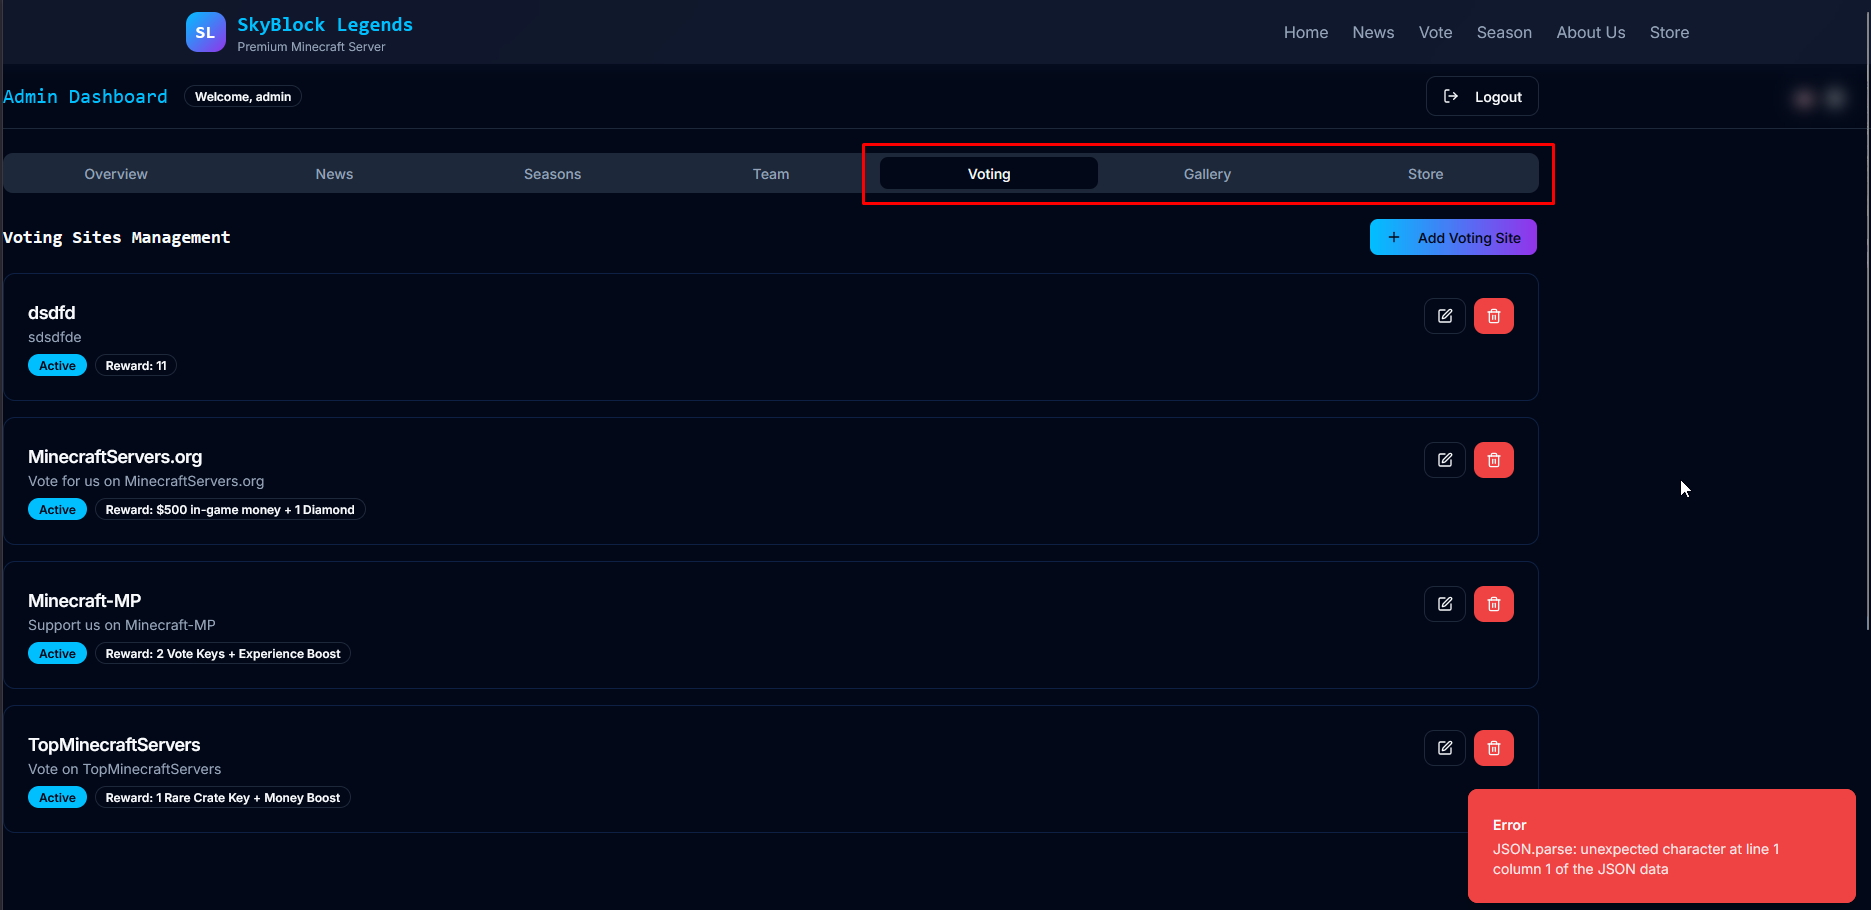 SL
SkyBlock Legends
Premium Minecraft Server
Home News Vote Season About Us Store
Admin Dashboard
Welcome, admin
Logout
Overview News Seasons Team Voting Gallery Store
Voting Sites Management
Add Voting Site
dsdfd
sdsdfde
Active Reward: 11
MinecraftServers.org
Vote for us on MinecraftServers.org
Active Reward: $500 in-game money + 1 Diamond
Minecraft-MP
Support us on Minecraft-MP
Active Reward: 2 Vote Keys + Experience Boost
TopMinecraftServers
Vote on TopMinecraftServers
Active Reward: 1 Rare Crate Key + Money Boost
Error
JSON.parse: unexpected character at line 1
column 1 of the JSON data